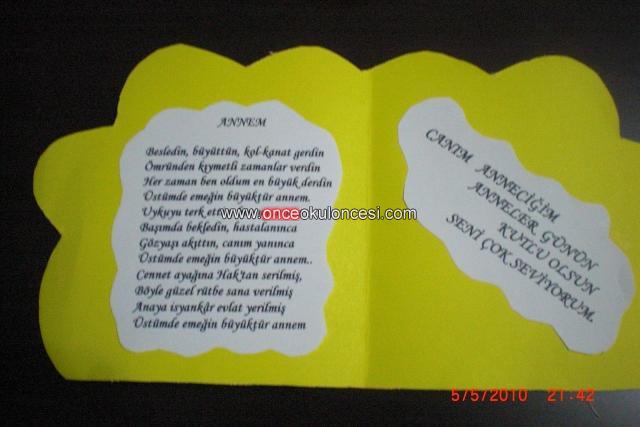 ANNEM
Besledin, büyüttün, kol-kanat gerdin
Ömründen kıymetli zamanlar verdin
Her zaman ben oldum en büyük derdin
Üstümde emeğin büyüktür annem.
Uykuyu terk
www.onceokuloncesi.com
Başımda bekledin, hastalanınca
Gözyaşı akıttın, canım yanınca
Üstümde emeğin büyüktür annem..
Cennet ayağına Hak'tan serilmiş,
Böyle güzel rütbe sana verilmiş
Anaya isyankâr evlat yerilmiş
Üstümde emeğin büyüktür annem
CANIM ANNECİĞİM
ANNELER GÜNÜN
KUTLU OLSUN
SENİ ÇOK SEVİYORUM.
5/5/2010 21:42